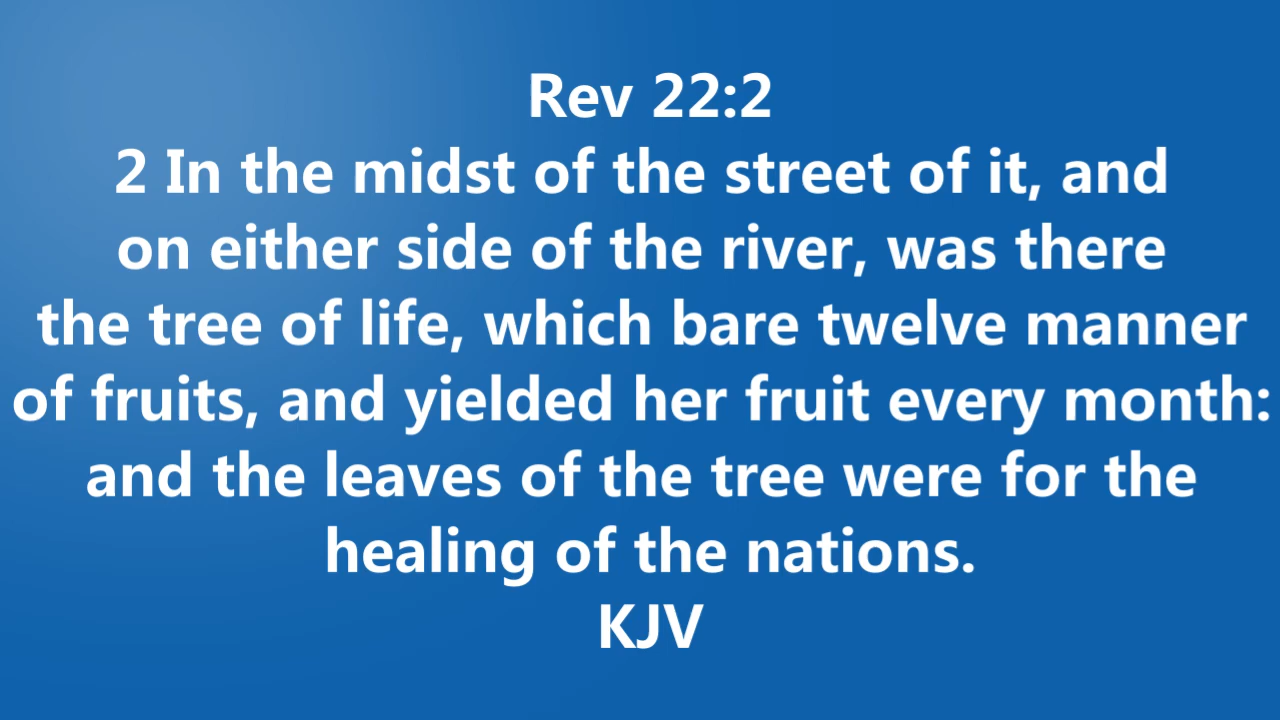 Rev 22:2
2 In the midst of the street of it, and
on either side of the river, was there
the tree of life, which bare twelve manner
of fruits, and yielded her fruit every month:
and the leaves of the tree were for the
healing of the nations.
KJV